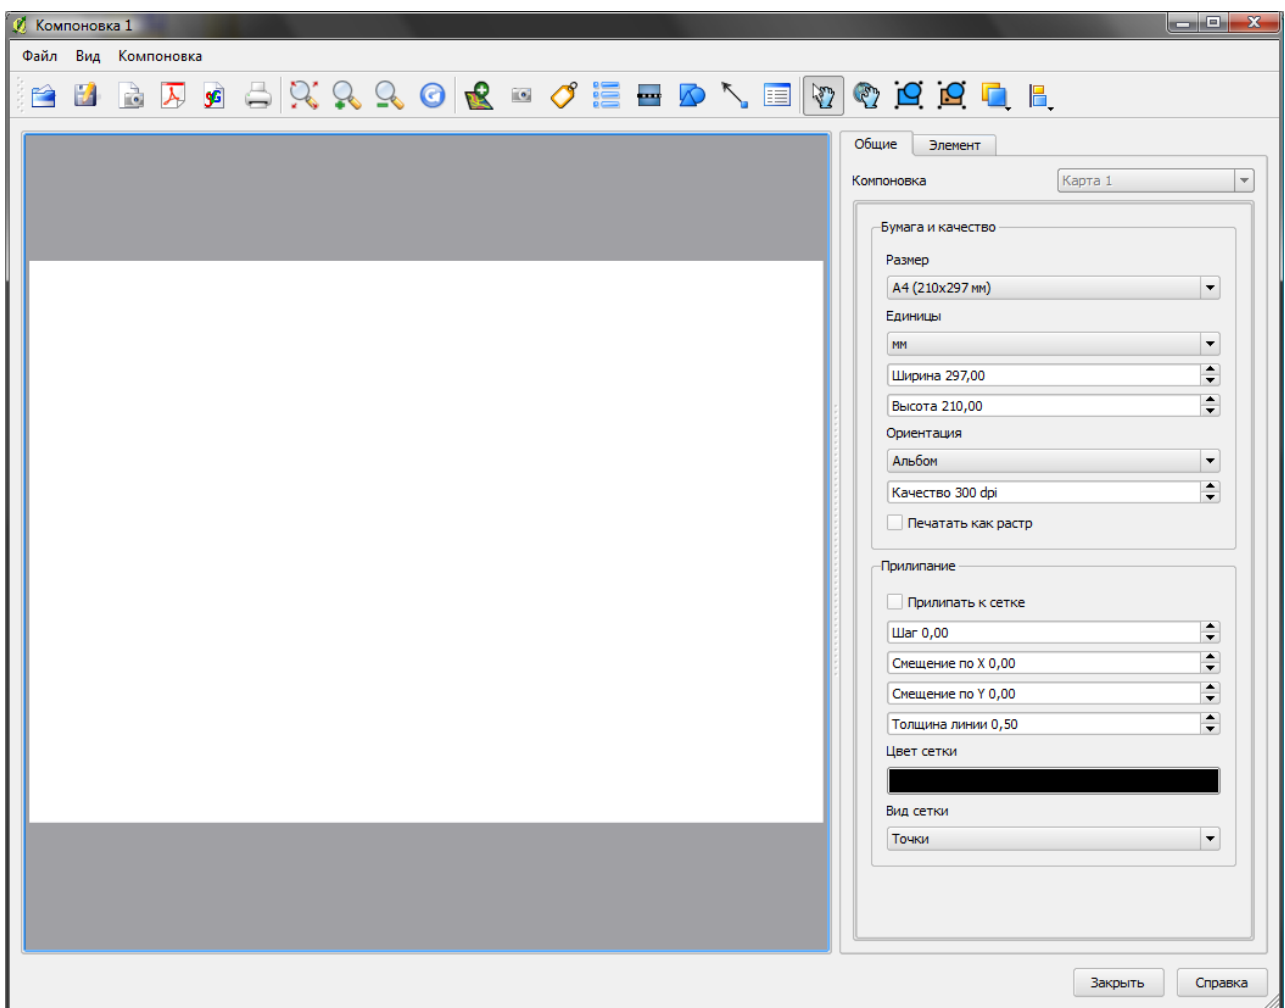 Компоновка 1
Файл Вид Компоновка
Общие Элемент
Компоновка Карта 1
Бумага и качество
Размер
A4 (210x297 мм)
Единицы
мм
Ширина 297,00
Высота 210,00
Ориентация
Альбом
Качество 300 dpi
Печатать как растр
Прилипание
Прилипать к сетке
Шаг 0,00
Смещение по X 0,00
Смещение по Y 0,00
Толщина линии 0,50
Цвет сетки
Вид сетки
Точки
Закрыть Справка